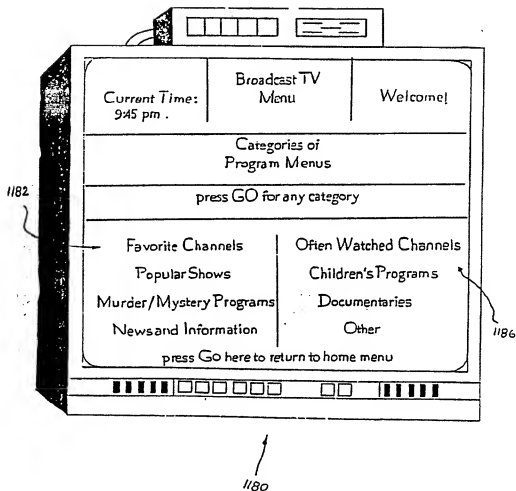 Broadcast TV
Menu
Current Time:
9:45 pm .
Welcome!
Categories of
Program Menus
press GO for any category
1182
Favorite Channels
Often Watched Channels
Popular Shows
Children's Programs
Murder/Mystery Programs
Documentaries
News and Information
Other
1186
press Go here to return to home menu
1180